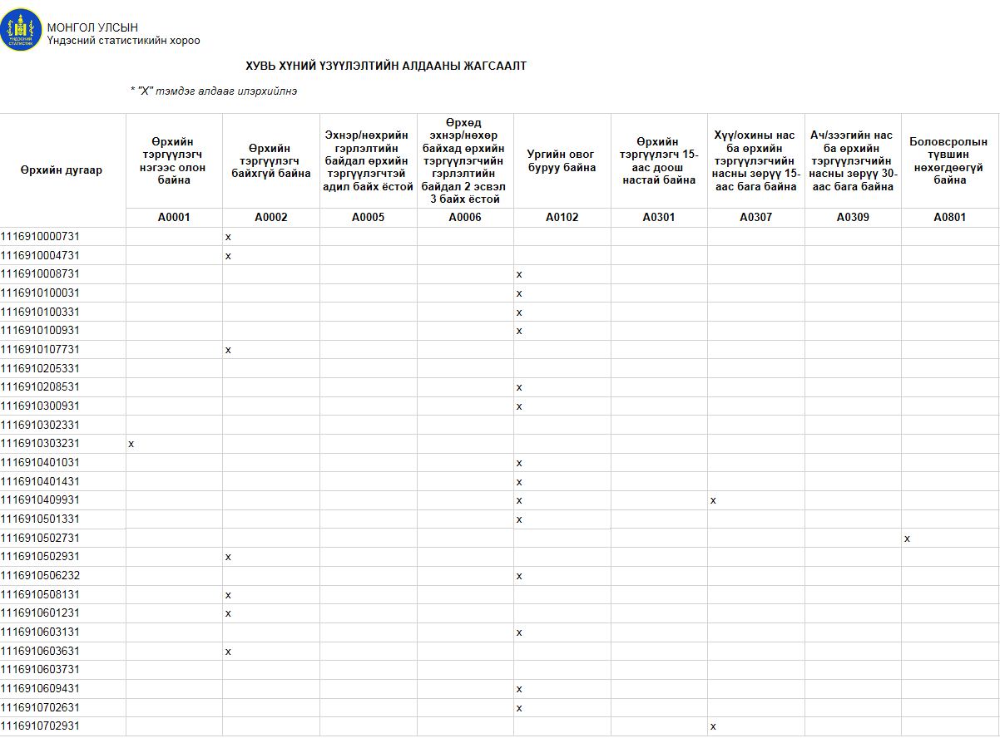 ҮНДЭСНИЙ
СТАТИСТИК
МОНГОЛ УЛСЫН
Үндэсний статистикийн хороо
ХУВЬ ХҮНИЙ ҮЗҮҮЛЭЛТИЙН АЛДААНЫ ЖАГСААЛТ
* "Х" тэмдэг алдааг илэрхийлнэ
Өрхийн дугаар
Өрхийн
тэргүүлэгч
нэгээс олон
байна
Өрхийн
тэргүүлэгч
байхгүй байна
Эхнэр/нөхрийн
гэрлэлтийн
байдал өрхийн
тэргүүлэгчтэй
адил байх ёстой
Өрхөд
эхнэр/нөхөр
байхад өрхийн
тэргүүлэгчийн
гэрлэлтийн
байдал 2 эсвэл
3 байх ёстой
Ургийн овог
буруу байна
Өрхийн
тэргүүлэгч 15-
аас доош
настай байна
Хүү/охины нас
ба өрхийн
тэргүүлэгчийн
насны зөрүү 15-
аас бага байна
Ач/зээгийн нас
ба өрхийн
тэргүүлэгчийн
насны зөрүү 30-
аас бага байна
Боловсролын
түвшин
нөхөгдөөгүй
байна
A0001 A0002 A0005 A0006 A0102 A0301 A0307 A0309 A0801
1116910000731 x
1116910004731 x
1116910008731 x
1116910100031 x
1116910100331 x
1116910100931 x
1116910107731 x
1116910205331
1116910208531 x
1116910300931 x
1116910302331
1116910303231 x
1116910401031 x
1116910401431 x
1116910409931 x x
1116910501331 x
1116910502731 x
1116910502931 x
1116910506232 x
1116910508131 x
1116910601231 x
1116910603131 x
1116910603631 x
1116910603731
1116910609431 x
1116910702631 x
1116910702931 x